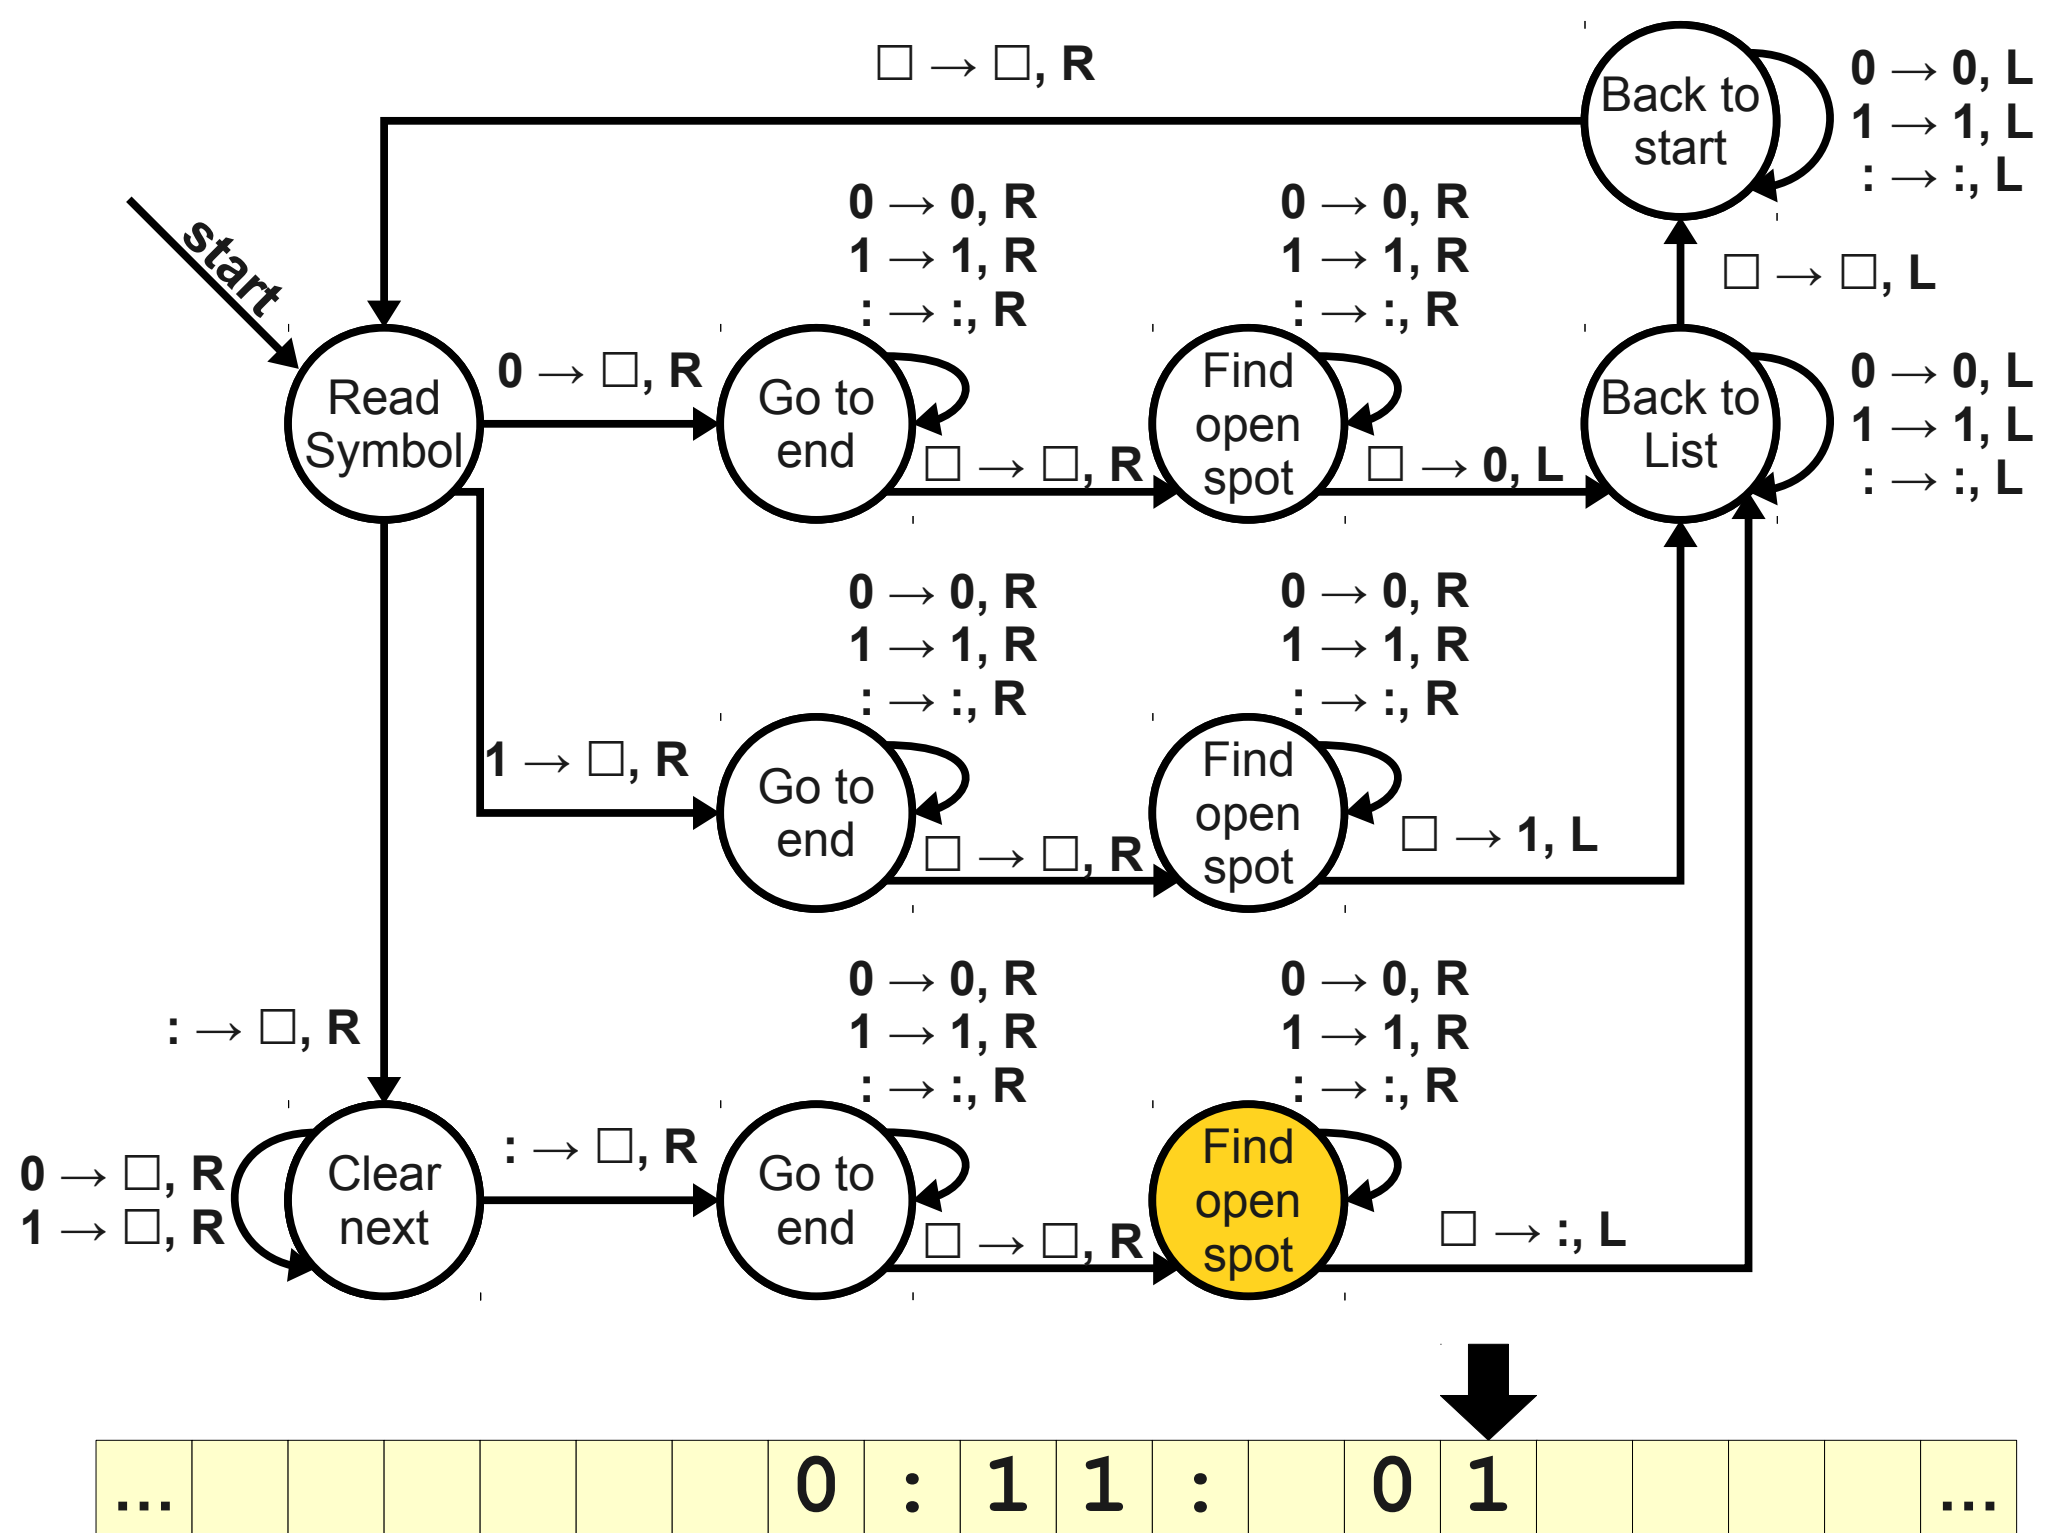 □ → □, R
Back to
start
0 → 0, L
1 → 1, L
: → :, L
start
0 → 0, R
1 → 1, R
: → :, R
0 → 0, R
1 → 1, R
: → :, R
□ → □, L
Read
Symbol
0 → □, R
Go to
end
□ → □, R
Find
open
spot
□ → 0, L
Back to
List
0 → 0, L
1 → 1, L
: → :, L
0 → 0, R
1 → 1, R
: → :, R
0 → 0, R
1 → 1, R
: → :, R
1 → □, R
Go to
end
□ → □, R
Find
open
spot
□ → 1, L
0 → 0, R
1 → 1, R
: → :, R
0 → 0, R
1 → 1, R
: → :, R
: → □, R
0 → □, R
1 → □, R
Clear
next
: → □, R
Go to
end
□ → □, R
Find
open
spot
□ → :, L
... 0 : 1 1 : 0 1 ...